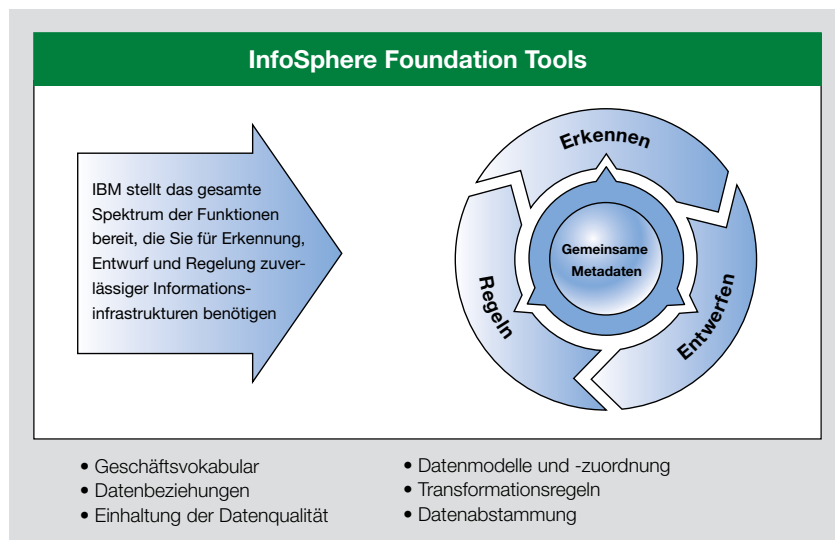 InfoSphere Foundation Tools
IBM stellt das gesamte
Spektrum der Funktionen
bereit, die Sie für Erkennung,
Entwurf und Regelung zuver-
lässiger Informations-
infrastrukturen benötigen
Erkennen
Gemeinsame
Metadaten
Regeln
Entwerfen
• Geschäftsvokabular
• Datenbeziehungen
• Einhaltung der Datenqualität
• Datenmodelle und -zuordnung
• Transformationsregeln
• Datenabstammung